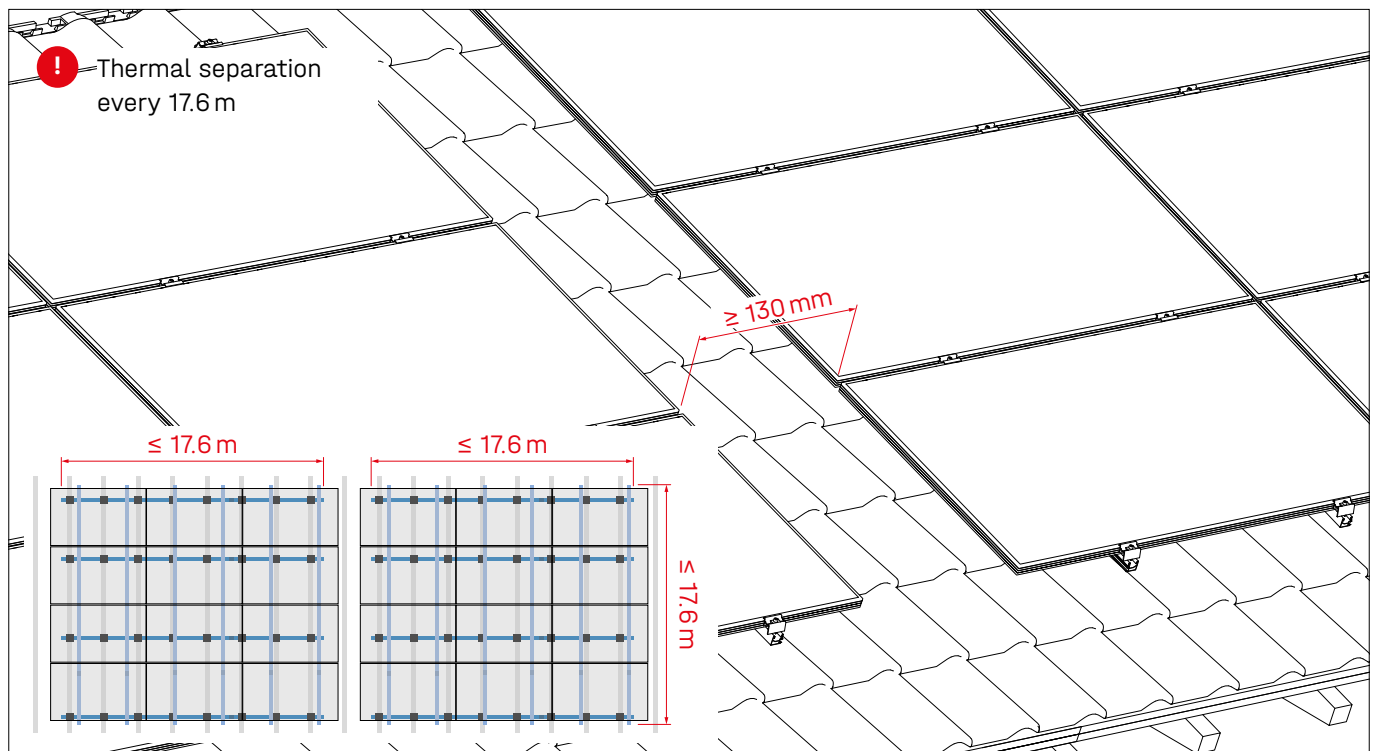 !
Thermal separation
every 17.6 m
≥ 130 mm
≤ 17.6 m
≤ 17.6 m
≤ 17.6 m